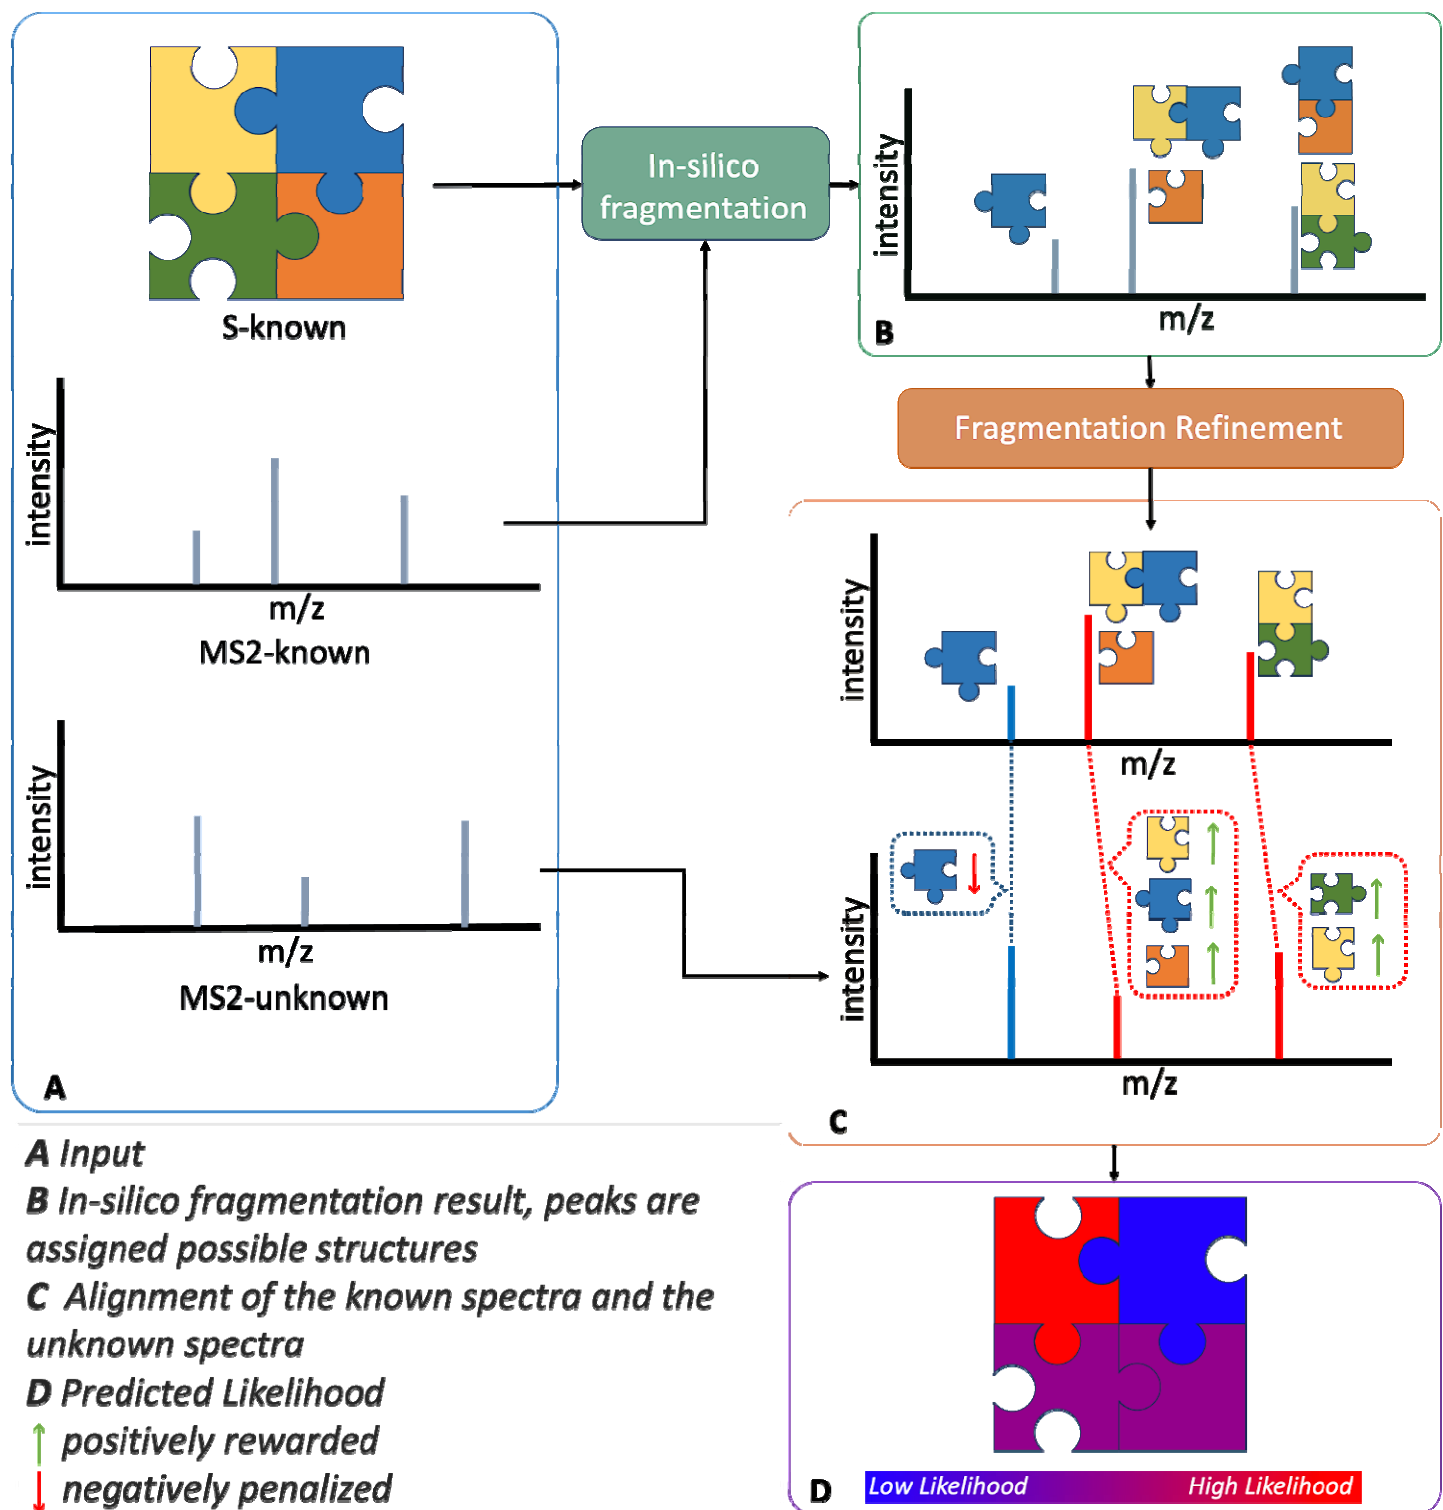 S-known
intensity
m/z
MS2-known
intensity
m/z
MS2-unknown
A
In-silico
fragmentation
intensity
m/z
B
Fragmentation Refinement
intensity
m/z
intensity
m/z
C
A Input
B In-silico fragmentation result, peaks are
assigned possible structures
C Alignment of the known spectra and the
unknown spectra
D Predicted Likelihood
positively rewarded
negatively penalized
D
Low Likelihood
High Likelihood